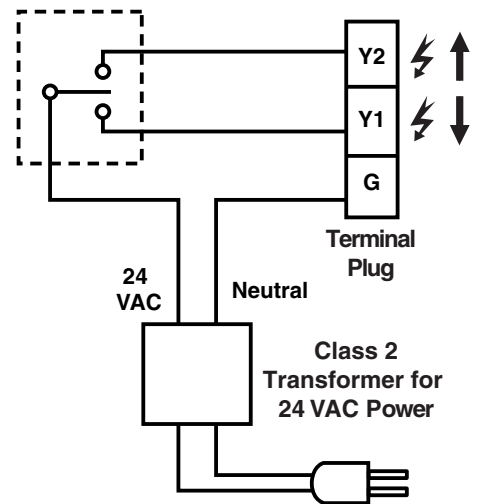 Y2
Y1
G
Terminal
Plug
24
VAC
Neutral
Class 2
Transformer for
24 VAC Power